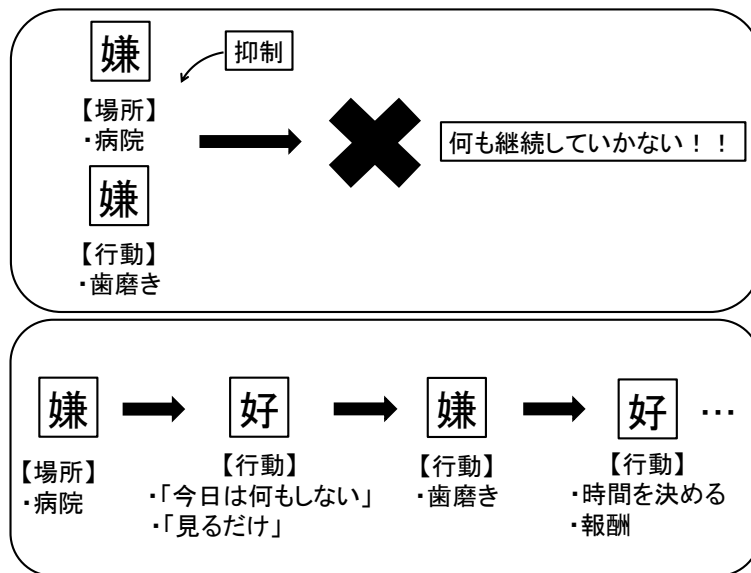 嫌
抑制
【場所】
・病院
何も継続していかない！！
嫌
【行動】
・歯磨き
嫌
好
嫌
好
…
【場所】
・病院
【行動】
・「今日は何もしない」
・「見るだけ」
【行動】
・歯磨き
【行動】
・時間を決める
・報酬